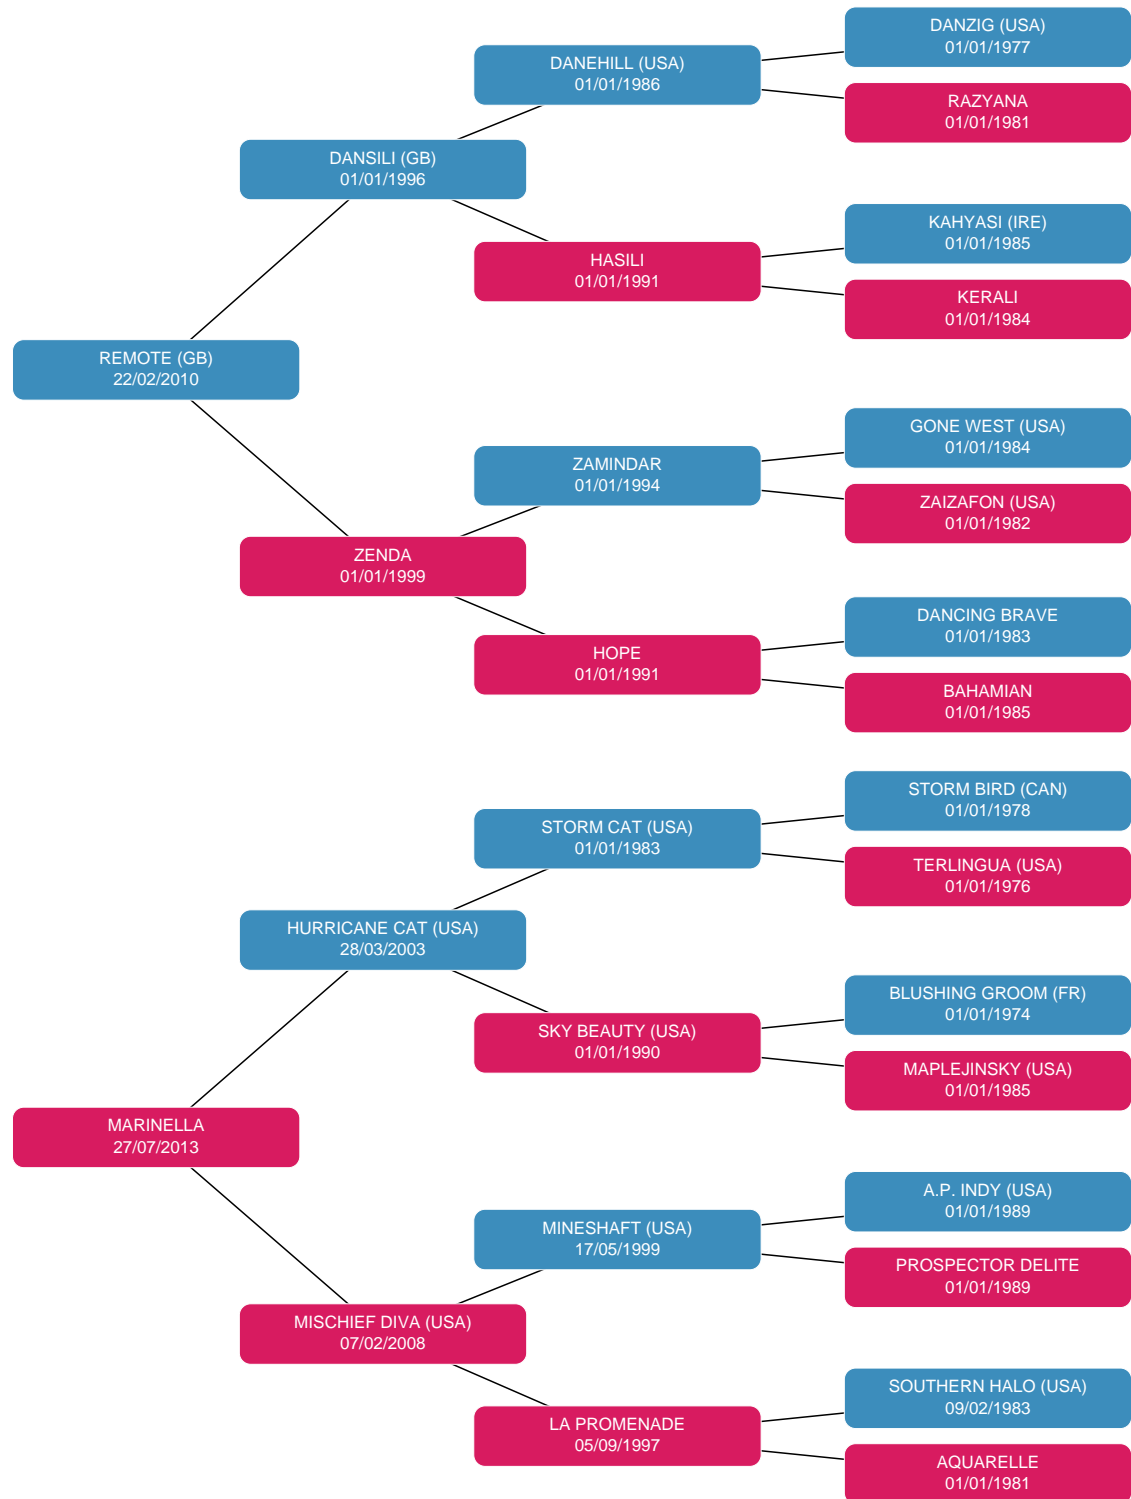 DANZIG (USA)
01/01/1977
DANEHILL (USA)
01/01/1986
RAZYANA
01/01/1981
DANSILI (GB)
01/01/1996
KAHYASI (IRE)
01/01/1985
HASILI
01/01/1991
KERALI
01/01/1984
REMOTE (GB)
22/02/2010
GONE WEST (USA)
01/01/1984
ZAMINDAR
01/01/1994
ZAIZAFON (USA)
01/01/1982
ZENDA
01/01/1999
DANCING BRAVE
01/01/1983
HOPE
01/01/1991
BAHAMIAN
01/01/1985
STORM BIRD (CAN)
01/01/1978
STORM CAT (USA)
01/01/1983
TERLINGUA (USA)
01/01/1976
HURRICANE CAT (USA)
28/03/2003
BLUSHING GROOM (FR)
01/01/1974
SKY BEAUTY (USA)
01/01/1990
MAPLEJINSKY (USA)
01/01/1985
MARINELLA
27/07/2013
A.P. INDY (USA)
01/01/1989
MINESHAFT (USA)
17/05/1999
PROSPECTOR DELITE
01/01/1989
MISCHIEF DIVA (USA)
07/02/2008
SOUTHERN HALO (USA)
09/02/1983
LA PROMENADE
05/09/1997
AQUARELLE
01/01/1981